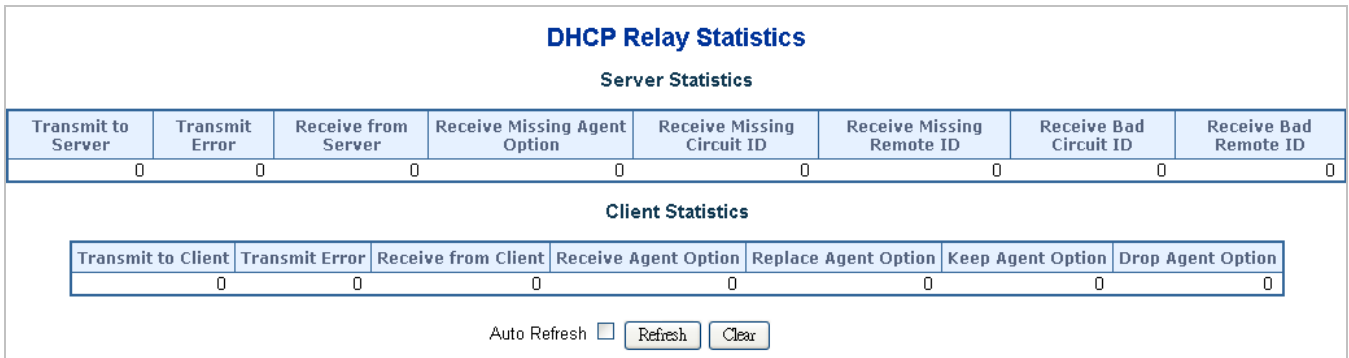 DHCP Relay Statistics
Server Statistics
Transmit to Server Transmit Error Receive from Server Receive Missing Agent Option Receive Missing Circuit ID Receive Missing Remote ID Receive Bad Circuit ID Receive Bad Remote ID
0 0 0 0 0 0 0 0
Client Statistics
Transmit to Client Transmit Error Receive from Client Receive Agent Option Replace Agent Option Keep Agent Option Drop Agent Option
0 0 0 0 0 0 0
Auto Refresh Refresh Clear